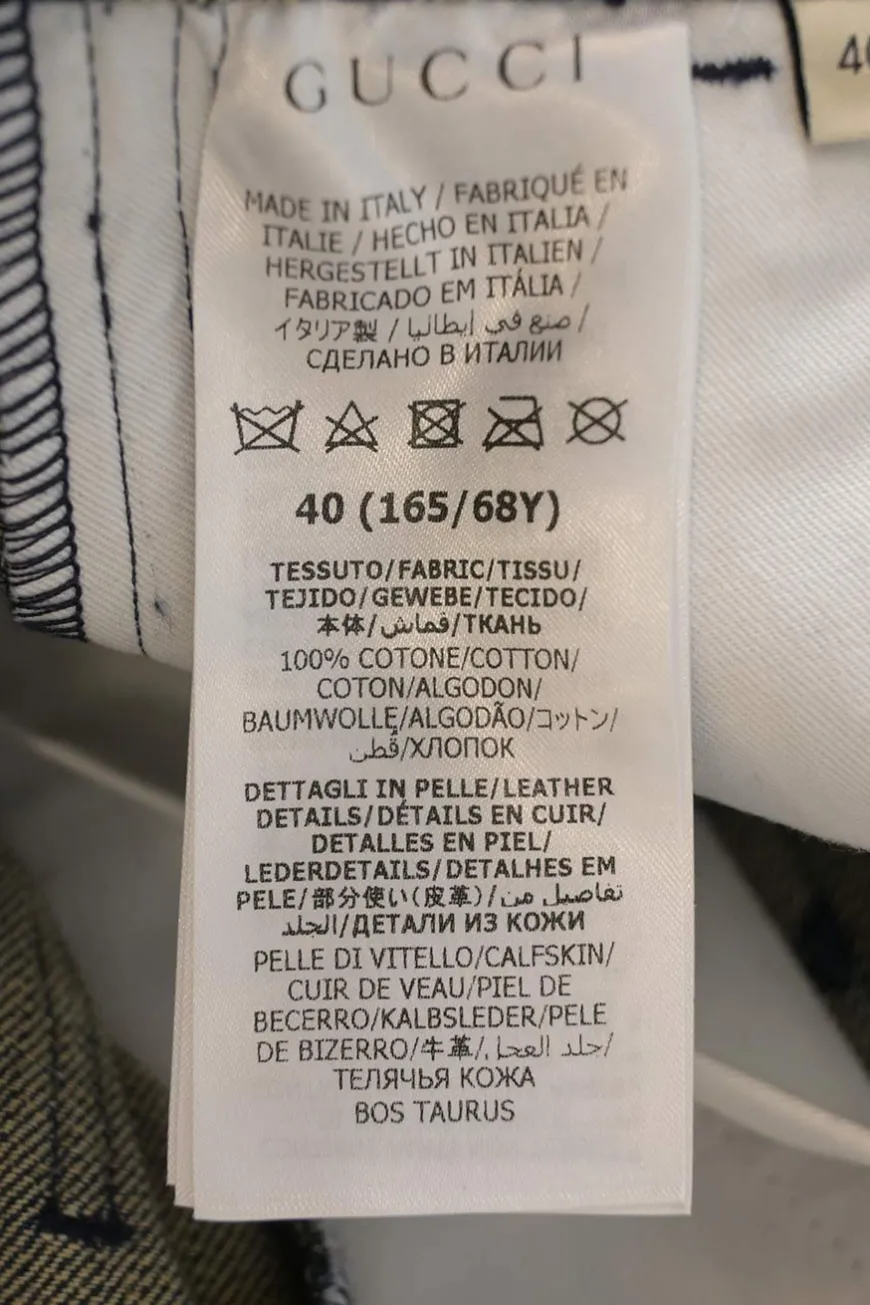 GUCCI
40
MADE IN ITALY / FABRIQUÉ EN
ITALIE / HECHO EN ITALIA /
HERGESTELLT IN ITALIEN /
FABRICADO EM ITÁLIA /
イタリア製 / صنع في إيطاليا /
СДЕЛАНО В ИТАЛИИ
40 (165/68Y)
TESSUTO/FABRIC/TISSU/
TEJIDO/GEWEBE/TECIDO/
本体/قماش/ТКАНЬ
100% COTONE/COTTON/
COTON/ALGODON/
BAUMWOLLE/ALGODÃO/コットン/
قُطن/ХЛОПОК
DETTAGLI IN PELLE/LEATHER
DETAILS/DÉTAILS EN CUIR/
DETALLES EN PIEL/
LEDERDETAILS/DETALHES EM
PELE/部分使い(皮革)/تفاصيل من
الجلد/ДЕТАЛИ ИЗ КОЖИ
PELLE DI VITELLO/CALFSKIN/
CUIR DE VEAU/PIEL DE
BECERRO/KALBSLEDER/PELE
DE BIZERRO/牛革/جلد العجل/
ТЕЛЯЧЬЯ КОЖА
BOS TAURUS